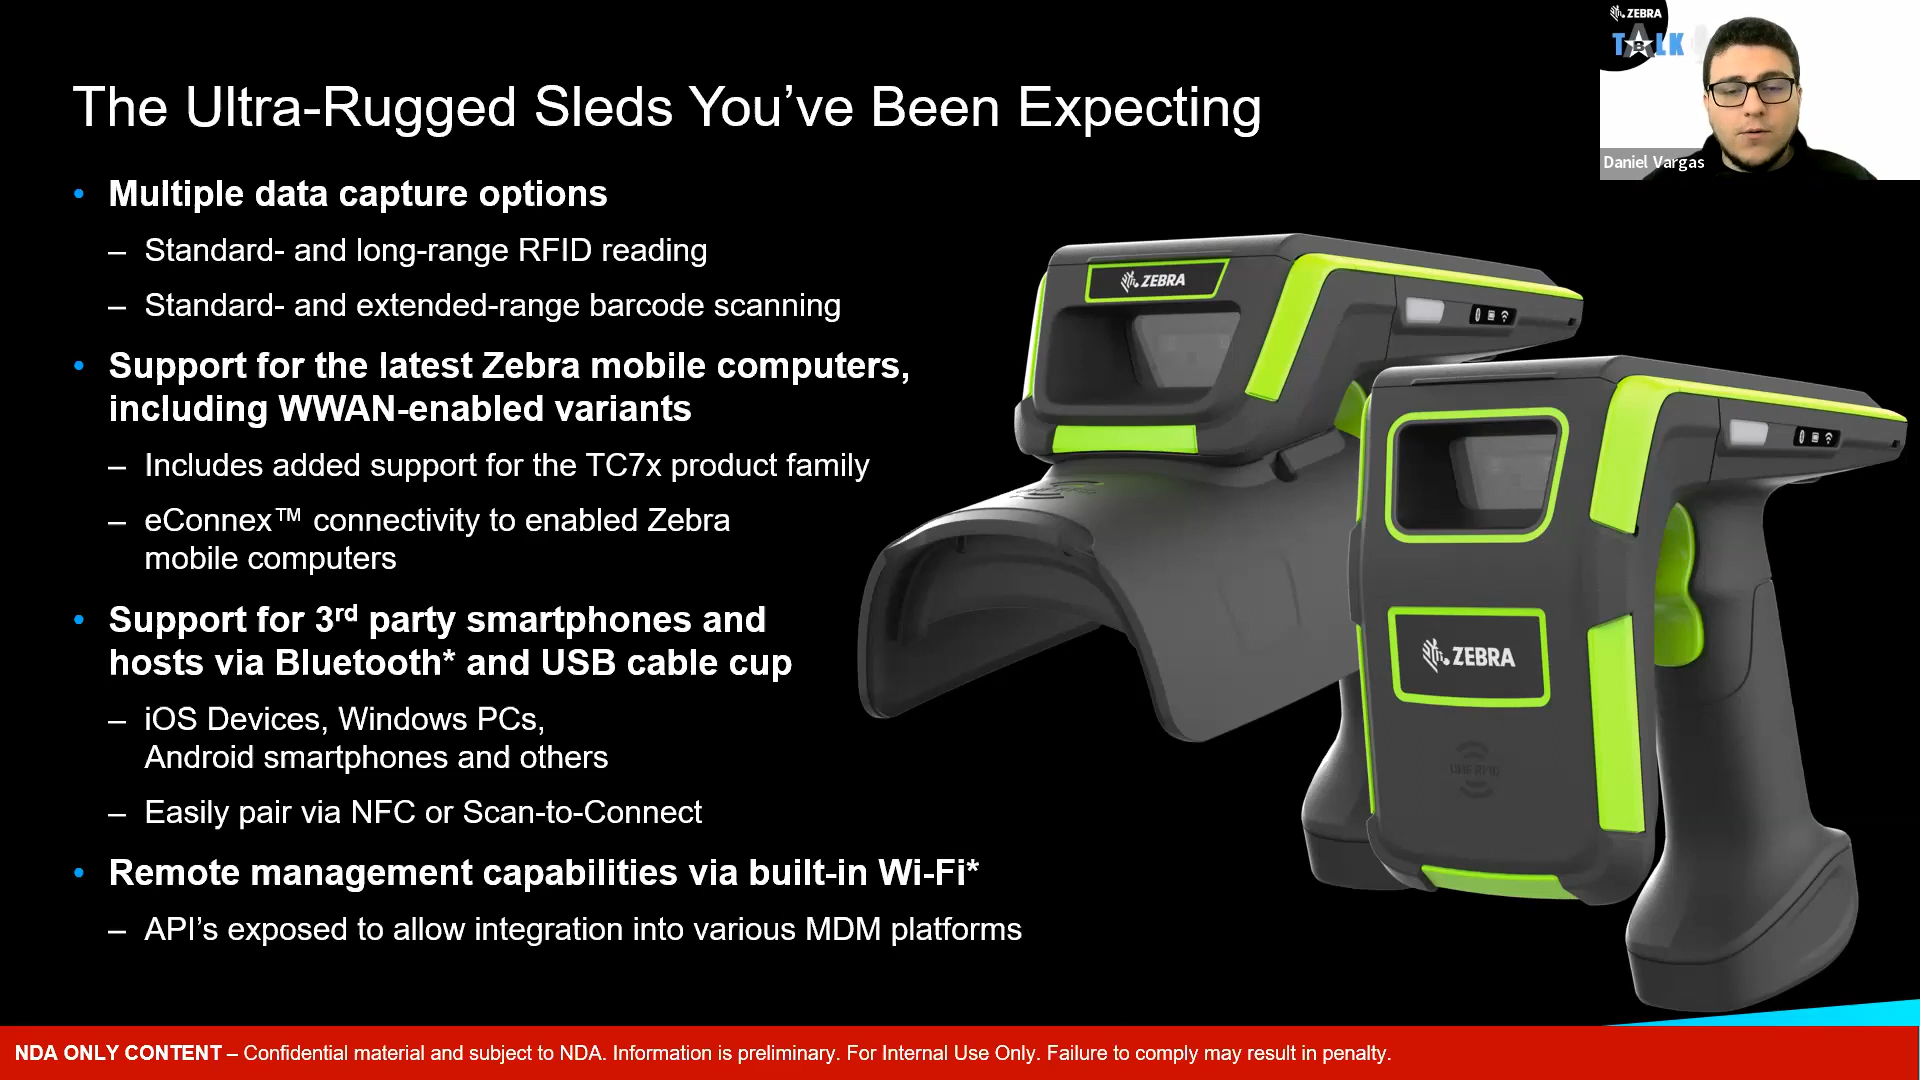 ZEBRA
TALK
B
Daniel Vargas
The Ultra-Rugged Sleds You’ve Been Expecting
• Multiple data capture options
– Standard- and long-range RFID reading
– Standard- and extended-range barcode scanning
• Support for the latest Zebra mobile computers,
including WWAN-enabled variants
– Includes added support for the TC7x product family
– eConnex™ connectivity to enabled Zebra
mobile computers
• Support for 3rd party smartphones and
hosts via Bluetooth* and USB cable cup
– iOS Devices, Windows PCs,
Android smartphones and others
– Easily pair via NFC or Scan-to-Connect
• Remote management capabilities via built-in Wi-Fi*
– API’s exposed to allow integration into various MDM platforms
ZEBRA
ZEBRA
UHF RFID
NDA ONLY CONTENT – Confidential material and subject to NDA. Information is preliminary. For Internal Use Only. Failure to comply may result in penalty.